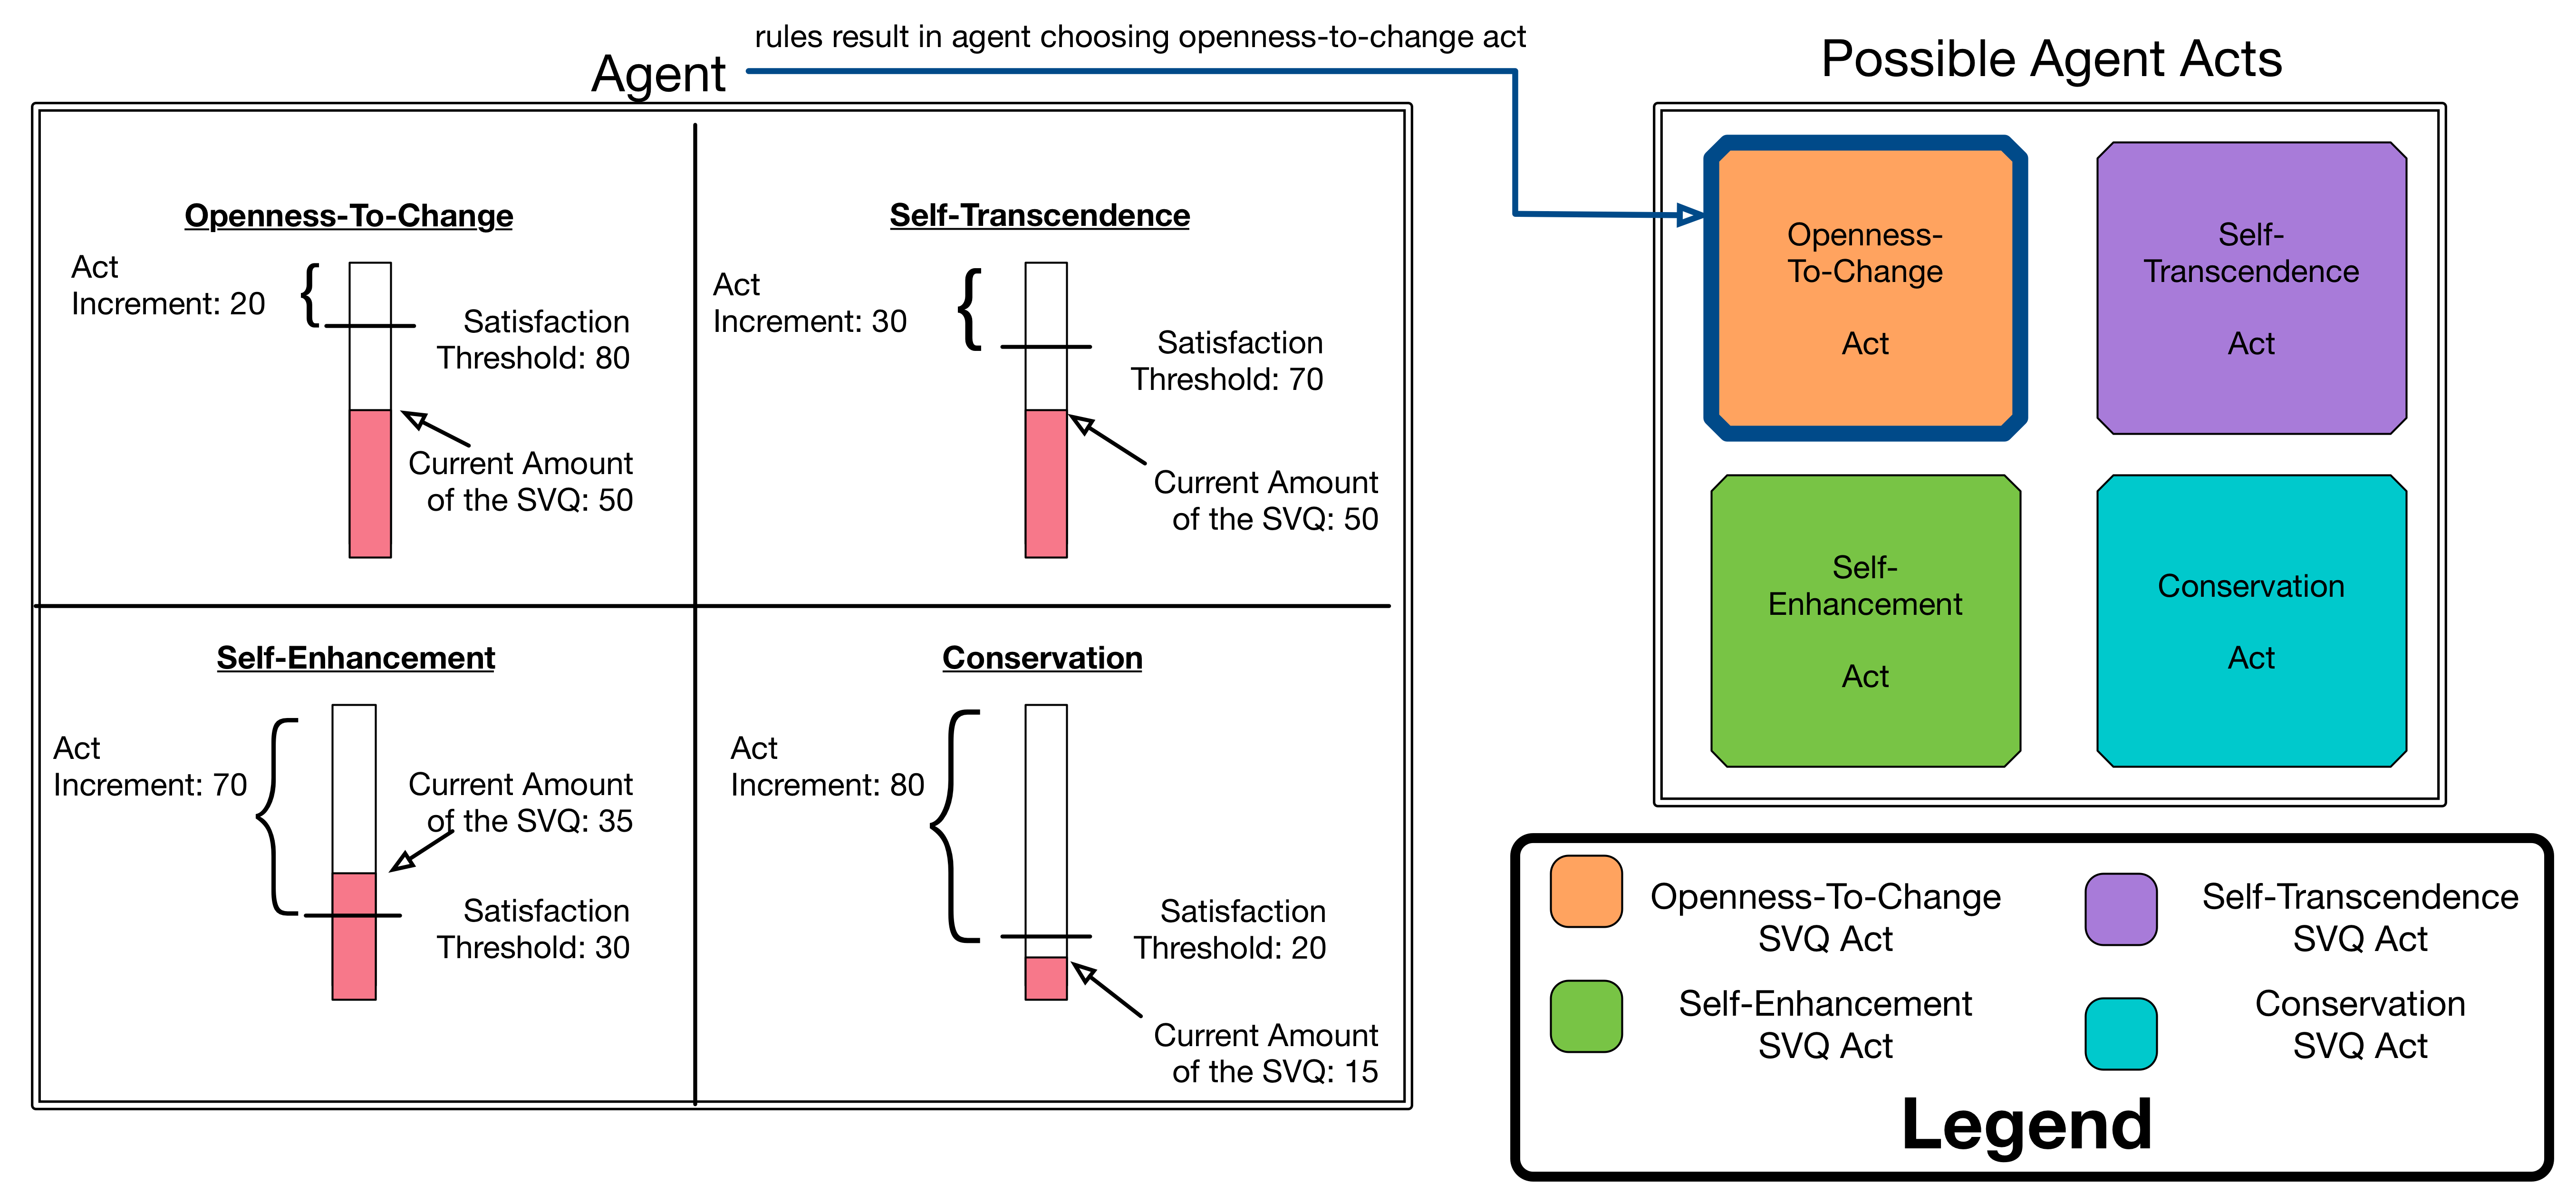 rules result in agent choosing openness-to-change act
Agent
Possible Agent Acts
Openness-To-Change
Act
Increment: 20
Satisfaction
Threshold: 80
Current Amount
of the SVQ: 50
Self-Transcendence
Act
Increment: 30
Satisfaction
Threshold: 70
Current Amount
of the SVQ: 50
Self-Enhancement
Act
Increment: 70
Current Amount
of the SVQ: 35
Satisfaction
Threshold: 30
Conservation
Act
Increment: 80
Satisfaction
Threshold: 20
Current Amount
of the SVQ: 15
Openness-
To-Change
Act
Self-
Transcendence
Act
Self-
Enhancement
Act
Conservation
Act
Openness-To-Change
SVQ Act
Self-Transcendence
SVQ Act
Self-Enhancement
SVQ Act
Conservation
SVQ Act
Legend